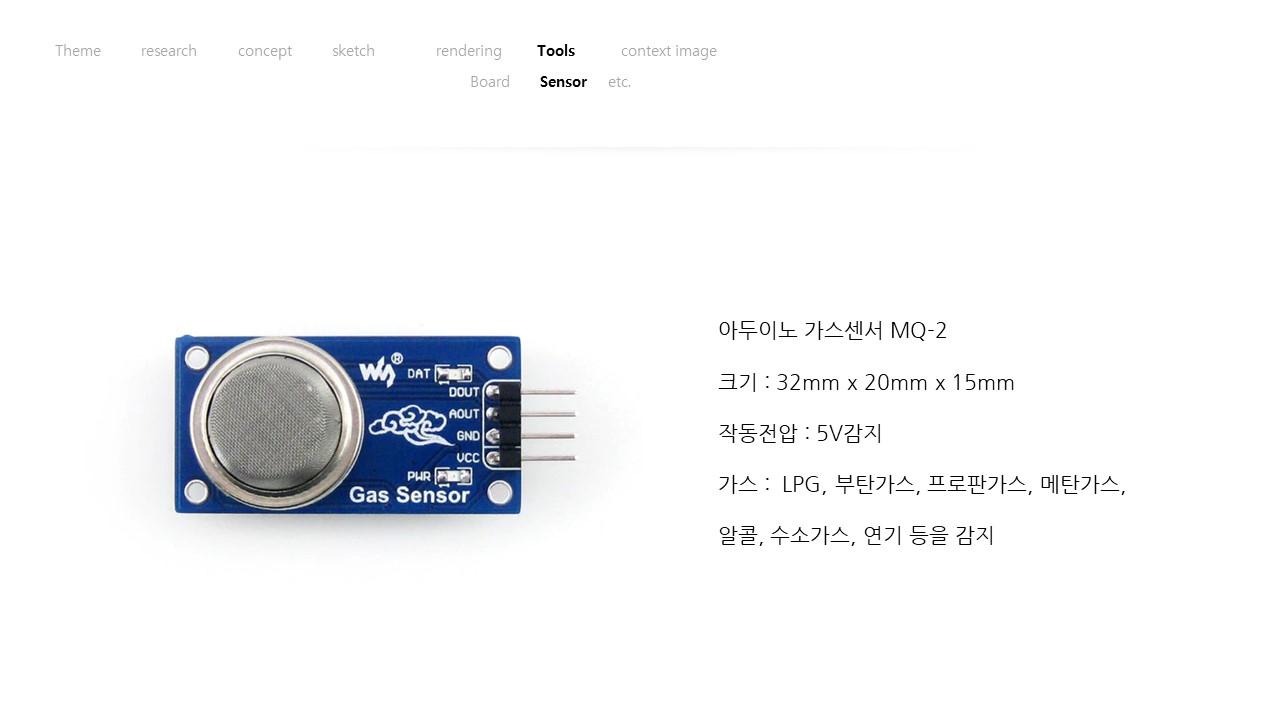 Theme research concept sketch rendering Tools context image
Board Sensor etc.
아두이노 가스센서 MQ-2
크기 : 32mm x 20mm x 15mm
작동전압 : 5V감지
가스 :  LPG, 부탄가스, 프로판가스, 메탄가스,
알콜, 수소가스, 연기 등을 감지
®
DAT
DOUT
AOUT
GND
VCC
PWR
Gas Sensor